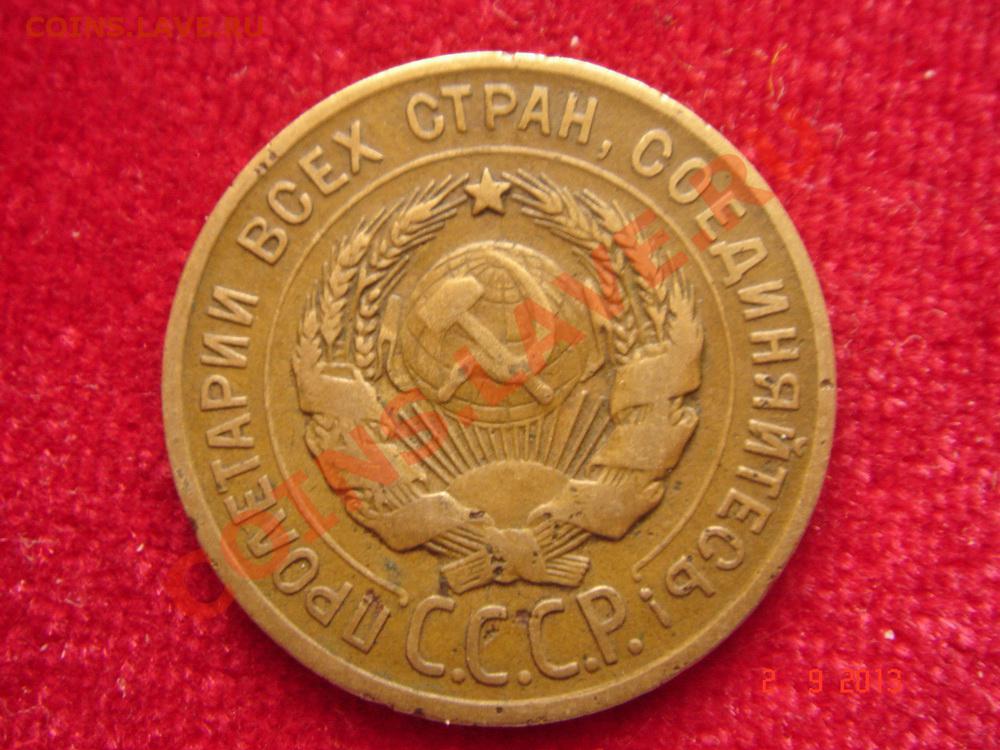 COINS.LAVE.RU
ПРОЛЕТАРИИ ВСЕХ СТРАН, СОЕДИНЯЙТЕСЬ!
С.С.С.Р.
COINS.LAVE.RU
2 9 2013